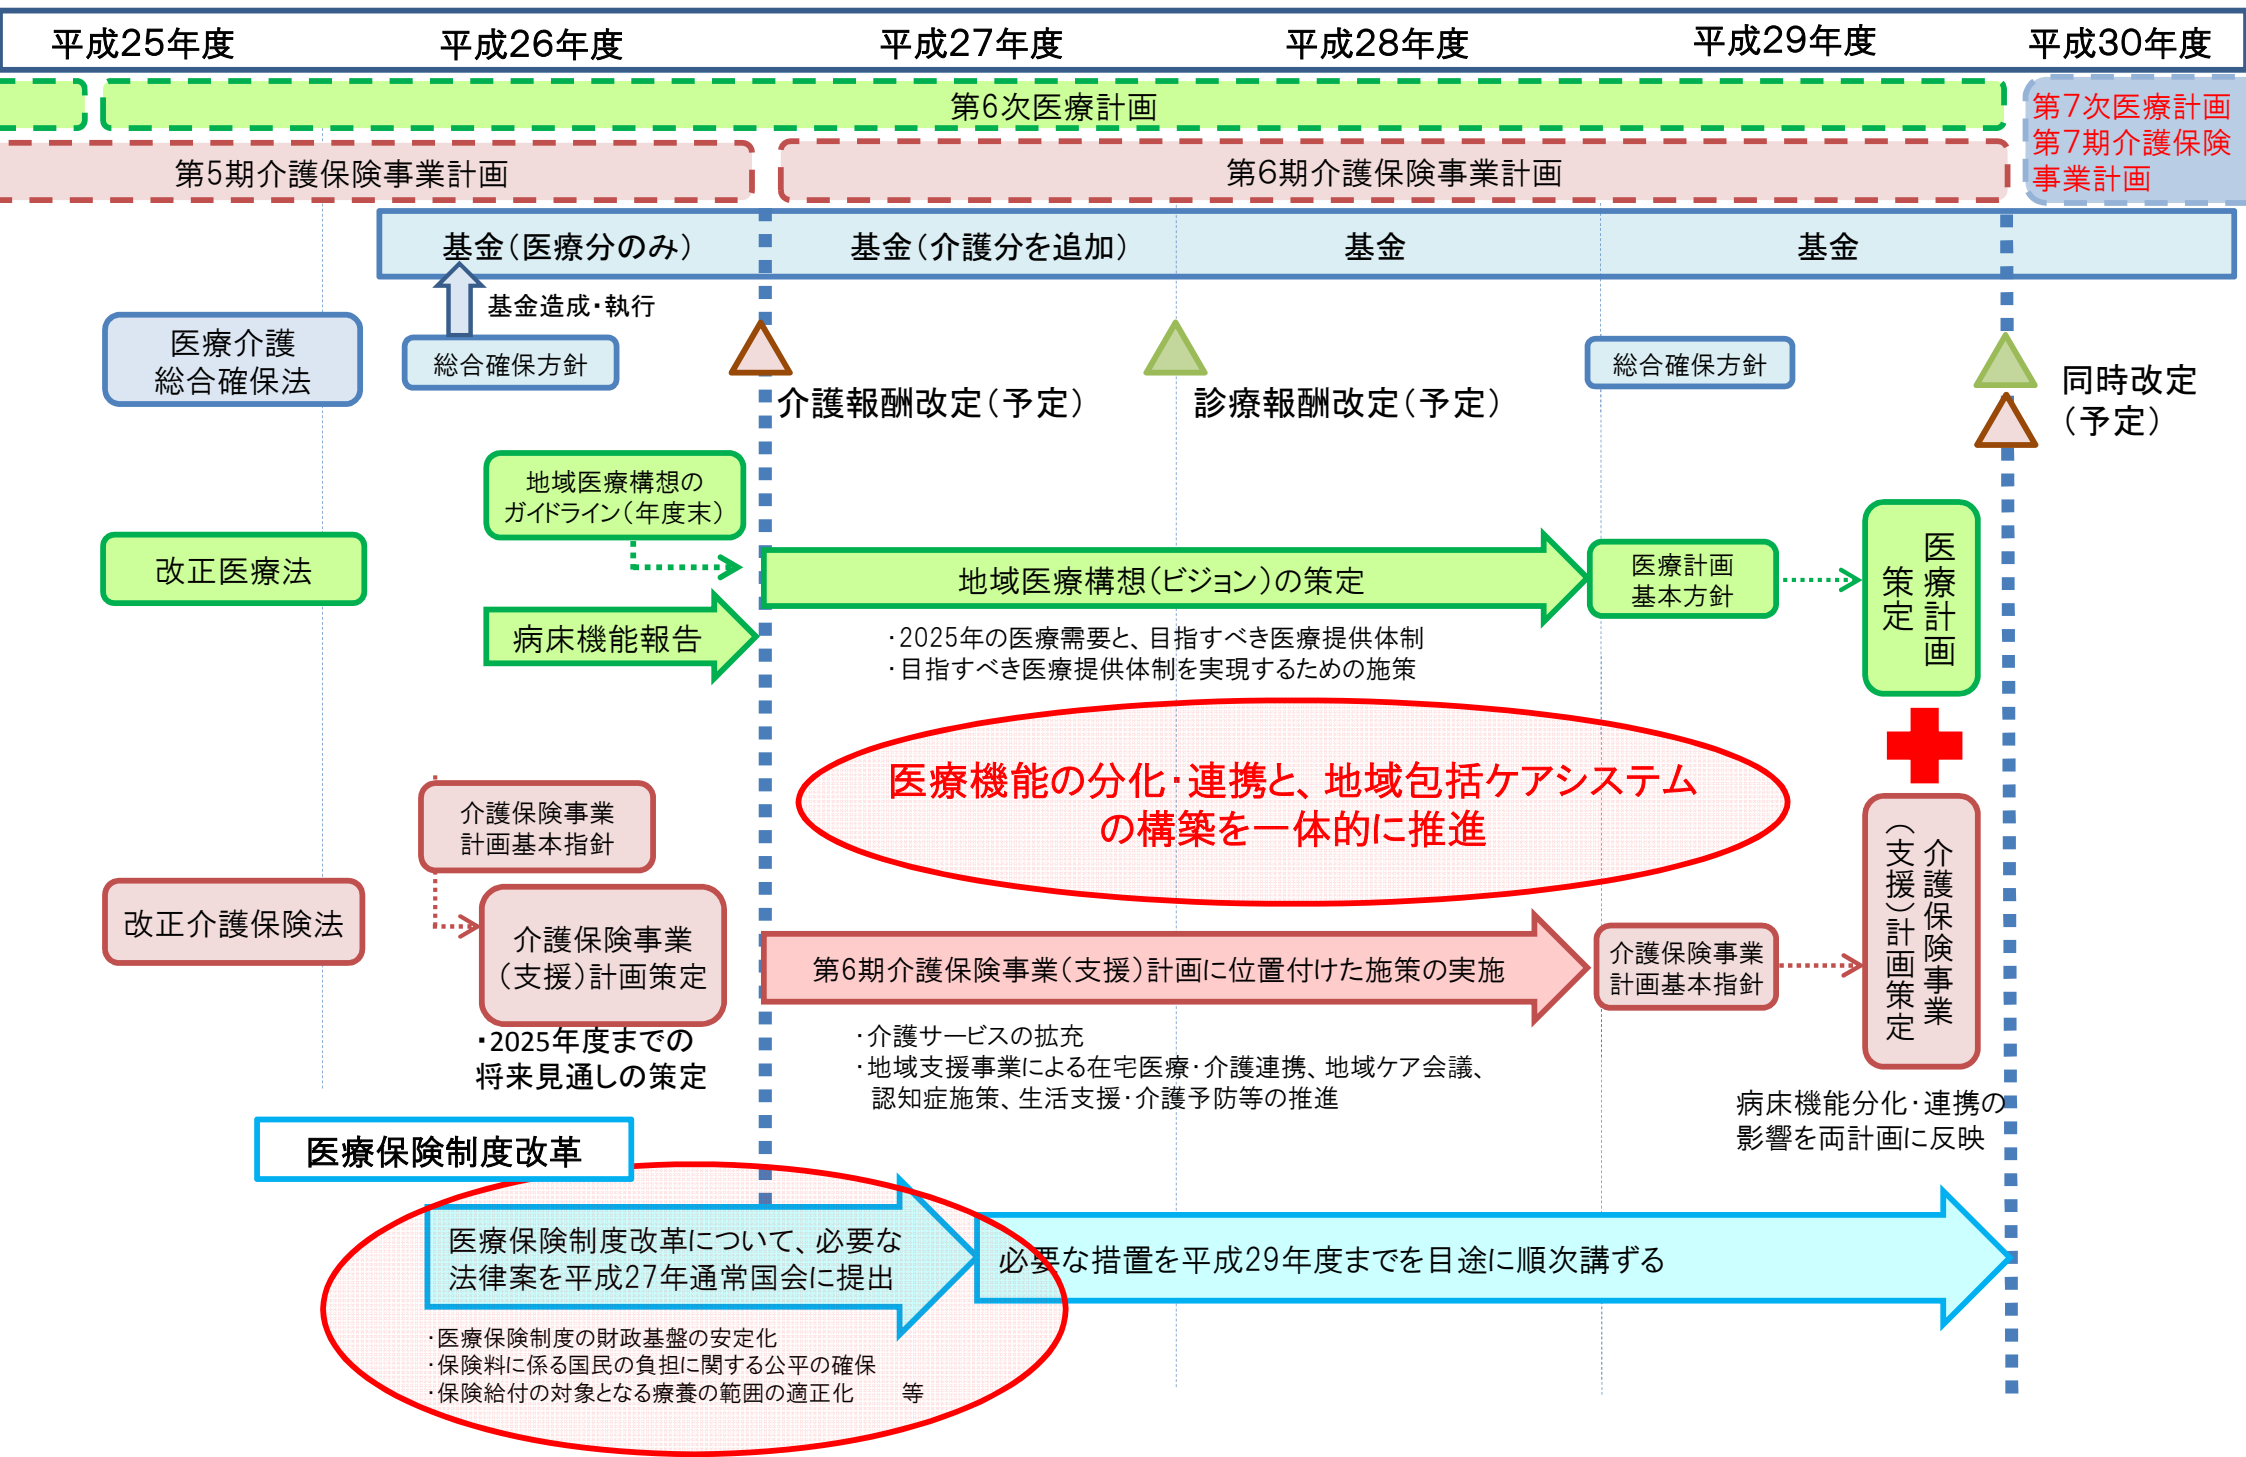 平成25年度
平成26年度
平成27年度
平成28年度
平成29年度
平成30年度
第6次医療計画
第7次医療計画
第7期介護保険
事業計画
第5期介護保険事業計画
第6期介護保険事業計画
基金（医療分のみ）
基金（介護分を追加）
基金
基金
基金造成・執行
医療介護
総合確保法
総合確保方針
総合確保方針
介護報酬改定（予定）
診療報酬改定（予定）
同時改定
（予定）
地域医療構想の
ガイドライン（年度末）
改正医療法
地域医療構想（ビジョン）の策定
医療計画
基本方針
医療計画
策定
病床機能報告
・2025年の医療需要と、目指すべき医療提供体制
・目指すべき医療提供体制を実現するための施策
医療機能の分化・連携と、地域包括ケアシステム
の構築を一体的に推進
介護保険事業
計画基本指針
改正介護保険法
介護保険事業
（支援）計画策定
第6期介護保険事業（支援）計画に位置付けた施策の実施
介護保険事業
計画基本指針
介護保険事業
（支援）計画策定
・2025年度までの
将来見通しの策定
・介護サービスの拡充
・地域支援事業による在宅医療・介護連携、地域ケア会議、
認知症施策、生活支援・介護予防等の推進
病床機能分化・連携の
影響を両計画に反映
医療保険制度改革
医療保険制度改革について、必要な
法律案を平成27年通常国会に提出
必要な措置を平成29年度までを目途に順次講ずる
・医療保険制度の財政基盤の安定化
・保険料に係る国民の負担に関する公平の確保
・保険給付の対象となる療養の範囲の適正化　　等